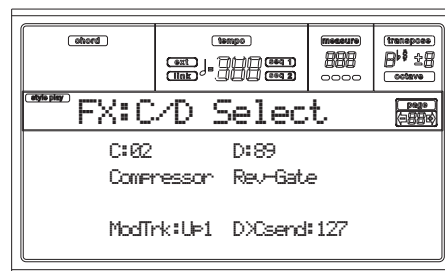 chord tempo measure transpose
ext seq 1
link seq 2
octave
style play
FX:C/D Select page
C:02 D:89
Compressor Rev-Gate
ModTrk:Up1 D>Csend:127